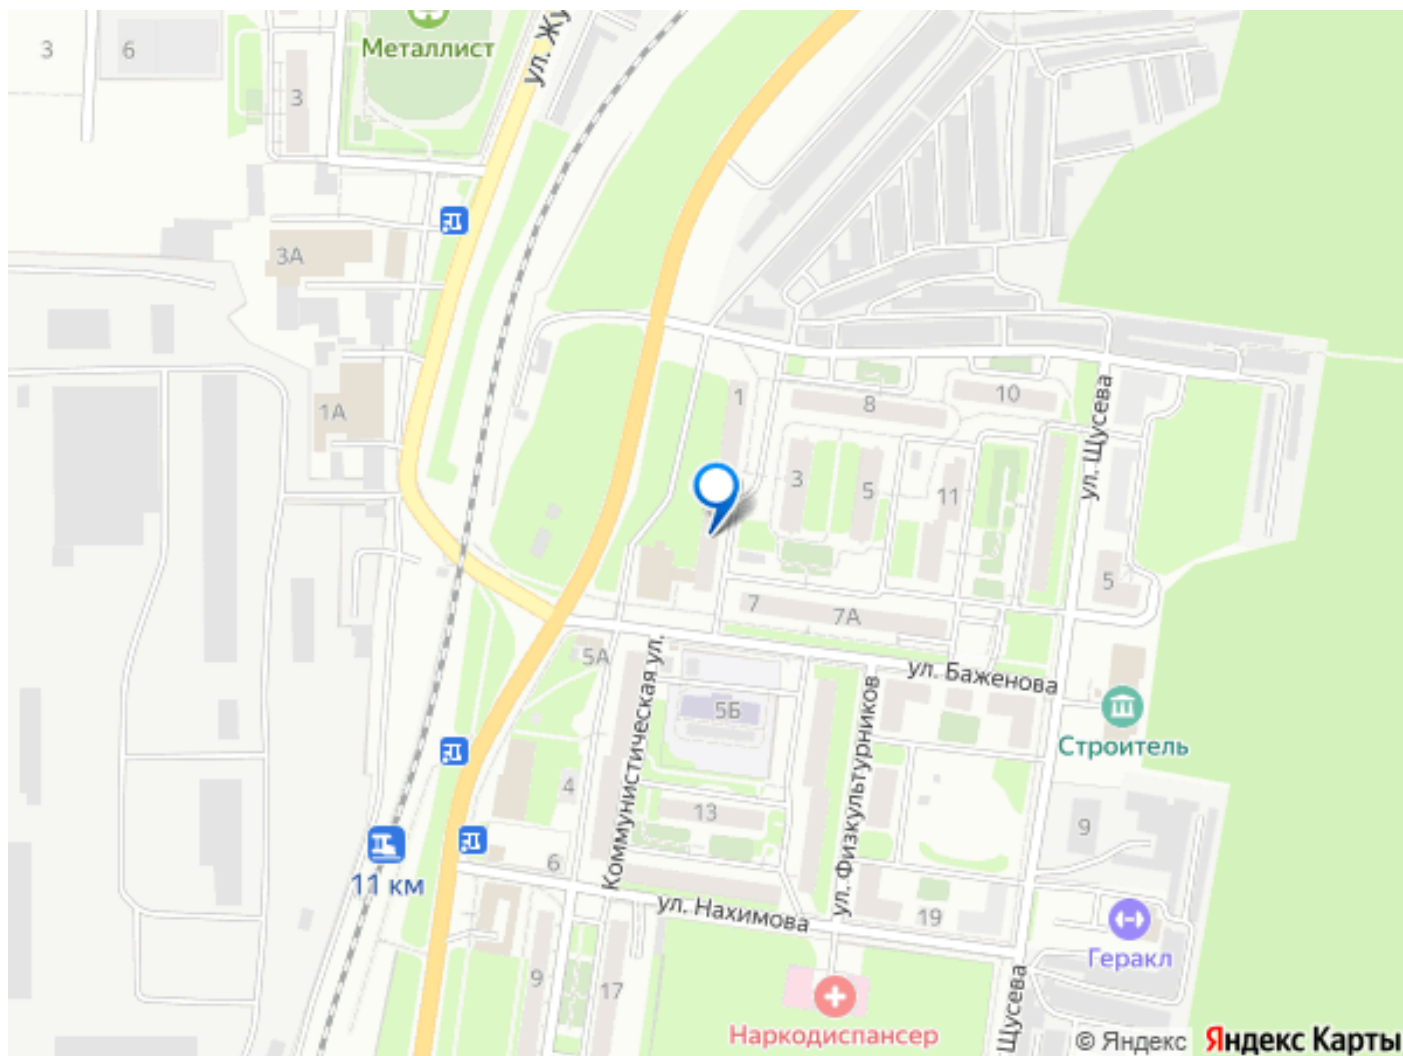 Металлист
ул. Жу
3
6
3
3А
1А
1
8
10
ул. Щусева
3
5
11
5
7
7А
ул. Баженова
5А
Коммунистическая ул.
5Б
ул. Физкультурников
Строитель
4
13
9
11 км
6
ул. Нахимова
19
Геракл
9
17
Наркодиспансер
Щусева
© Яндекс
Яндекс Карты